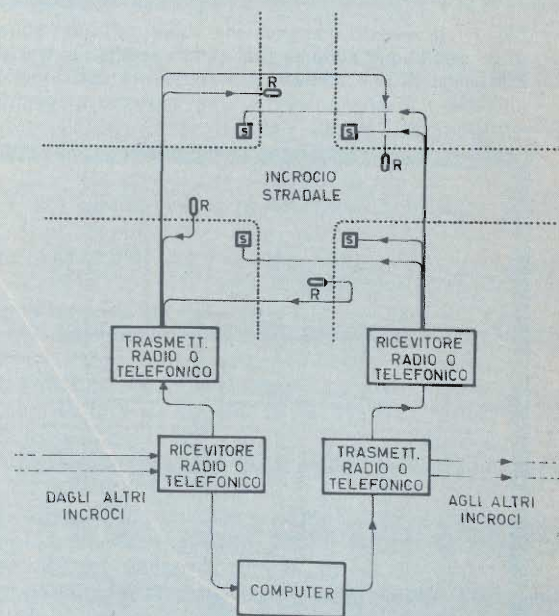 R
S
S
INCROCIO
STRADALE
R
R
S
S
R
TRASMETT.
RADIO O
TELEFONICO
RICEVITORE
RADIO O
TELEFONICO
RICEVITORE
RADIO O
TELEFONICO
TRASMETT.
RADIO O
TELEFONICO
DAGLI ALTRI
INCROCI
AGLI ALTRI
INCROCI
COMPUTER